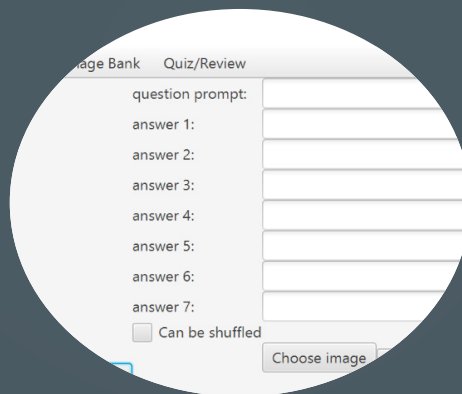 age Bank Quiz/Review
question prompt:
answer 1:
answer 2:
answer 3:
answer 4:
answer 5:
answer 6:
answer 7:
Can be shuffled
Choose image